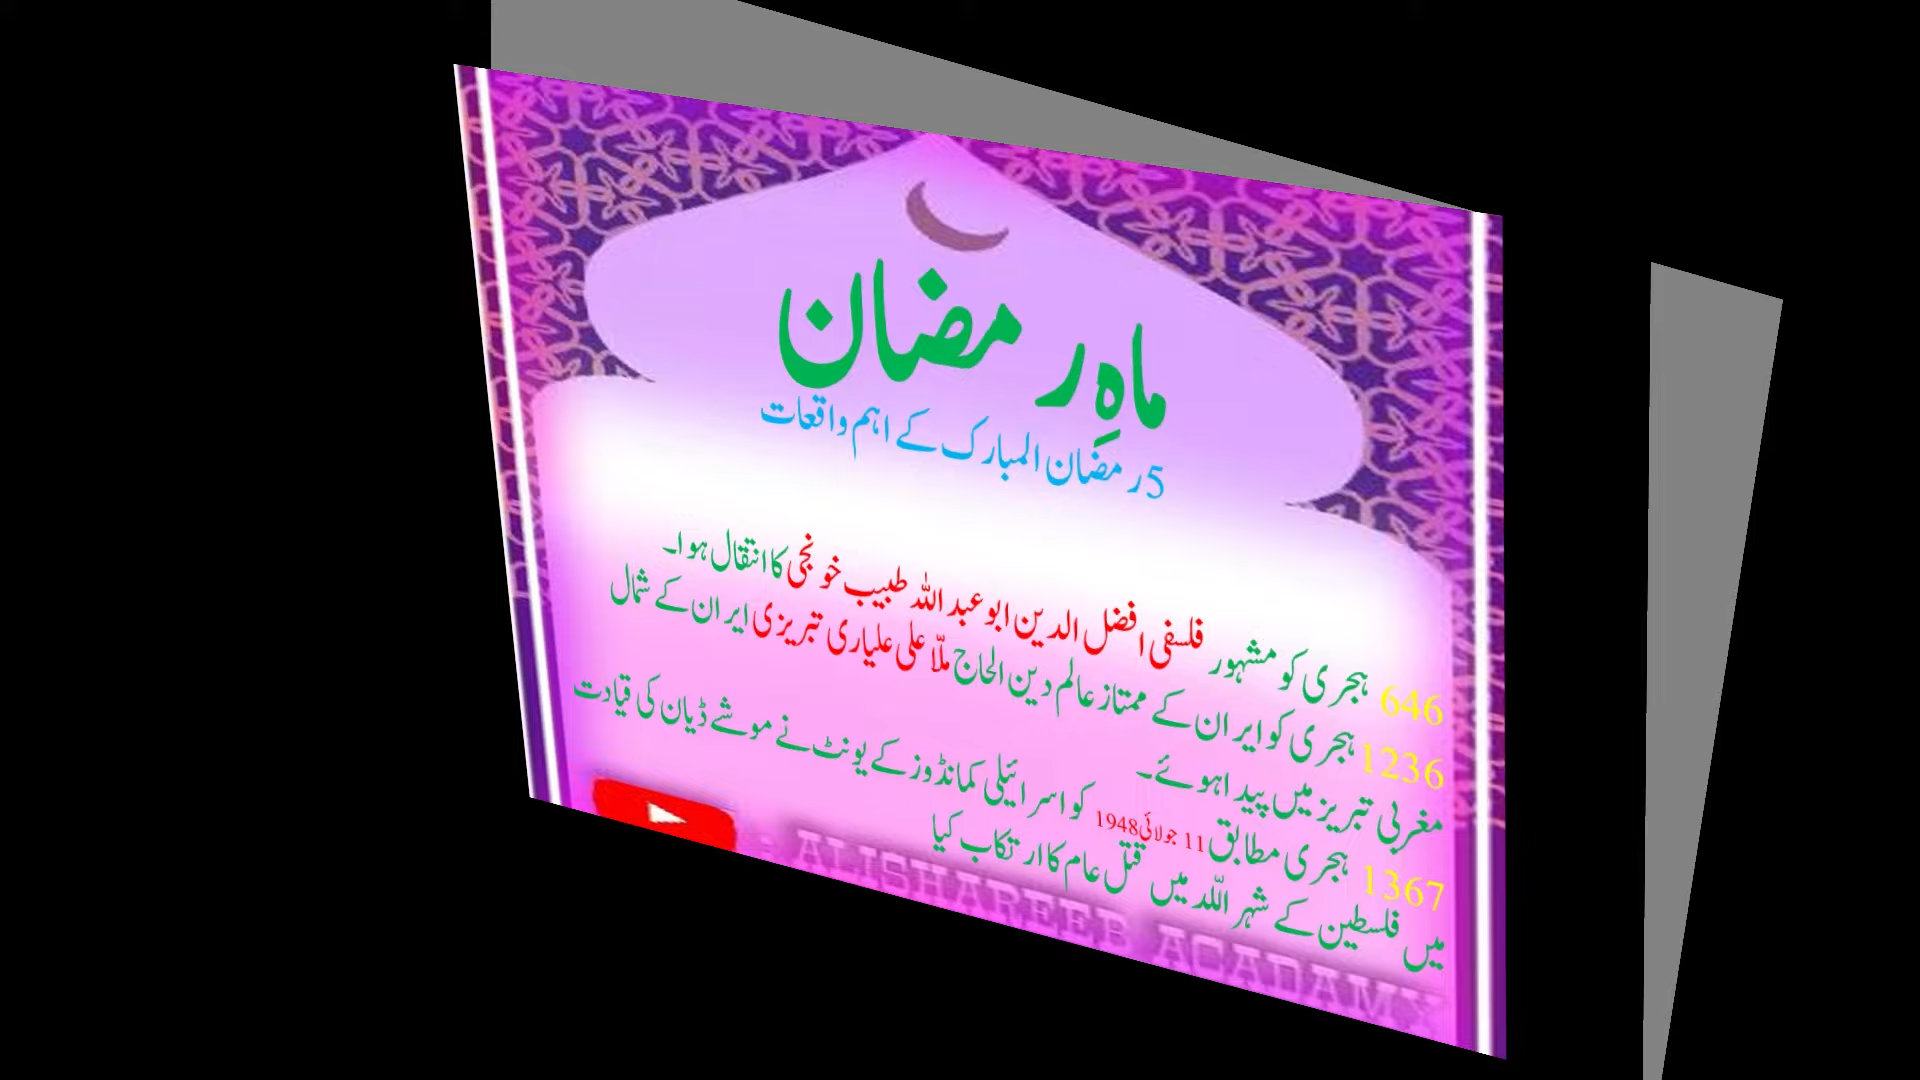 ماہِ رمضان
5رمضان المبارک کے اہم واقعات
646 ہجری کو مشہور فلسفی افضل الدین ابو عبد اللہ طبیب خونجی کا انتقال ہوا۔
1236 ہجری کو ایران کے ممتاز عالم دین الحاج ملّا علی علیاری تبریزی ایران کے شمال
مغربی تبریز میں پیدا ہوئے۔
1367 ہجری مطابق 11 جولائی 1948 کو اسرائیلی کمانڈوز کے یونٹ نے موشے ڈیان کی قیادت
میں فلسطین کے شہر اللّد میں قتل عام کا ارتکاب کیا
: ALISHAREEB ACADAMY